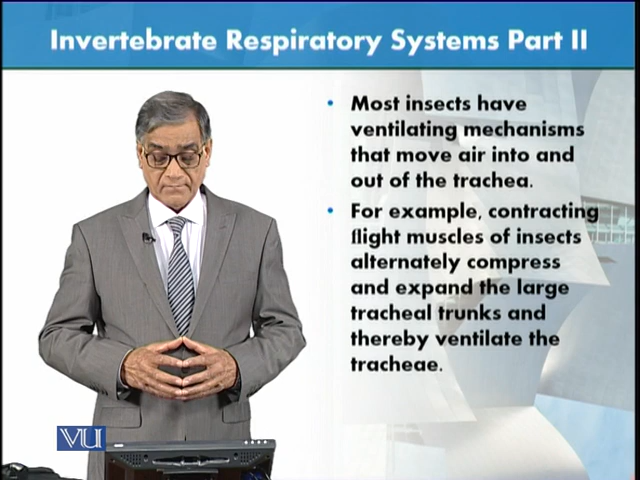 Invertebrate Respiratory Systems Part II
• Most insects have
ventilating mechanisms
that move air into and
out of the trachea.
• For example, contracting
flight muscles of insects
alternately compress
and expand the large
tracheal trunks and
thereby ventilate the
tracheae.
VU